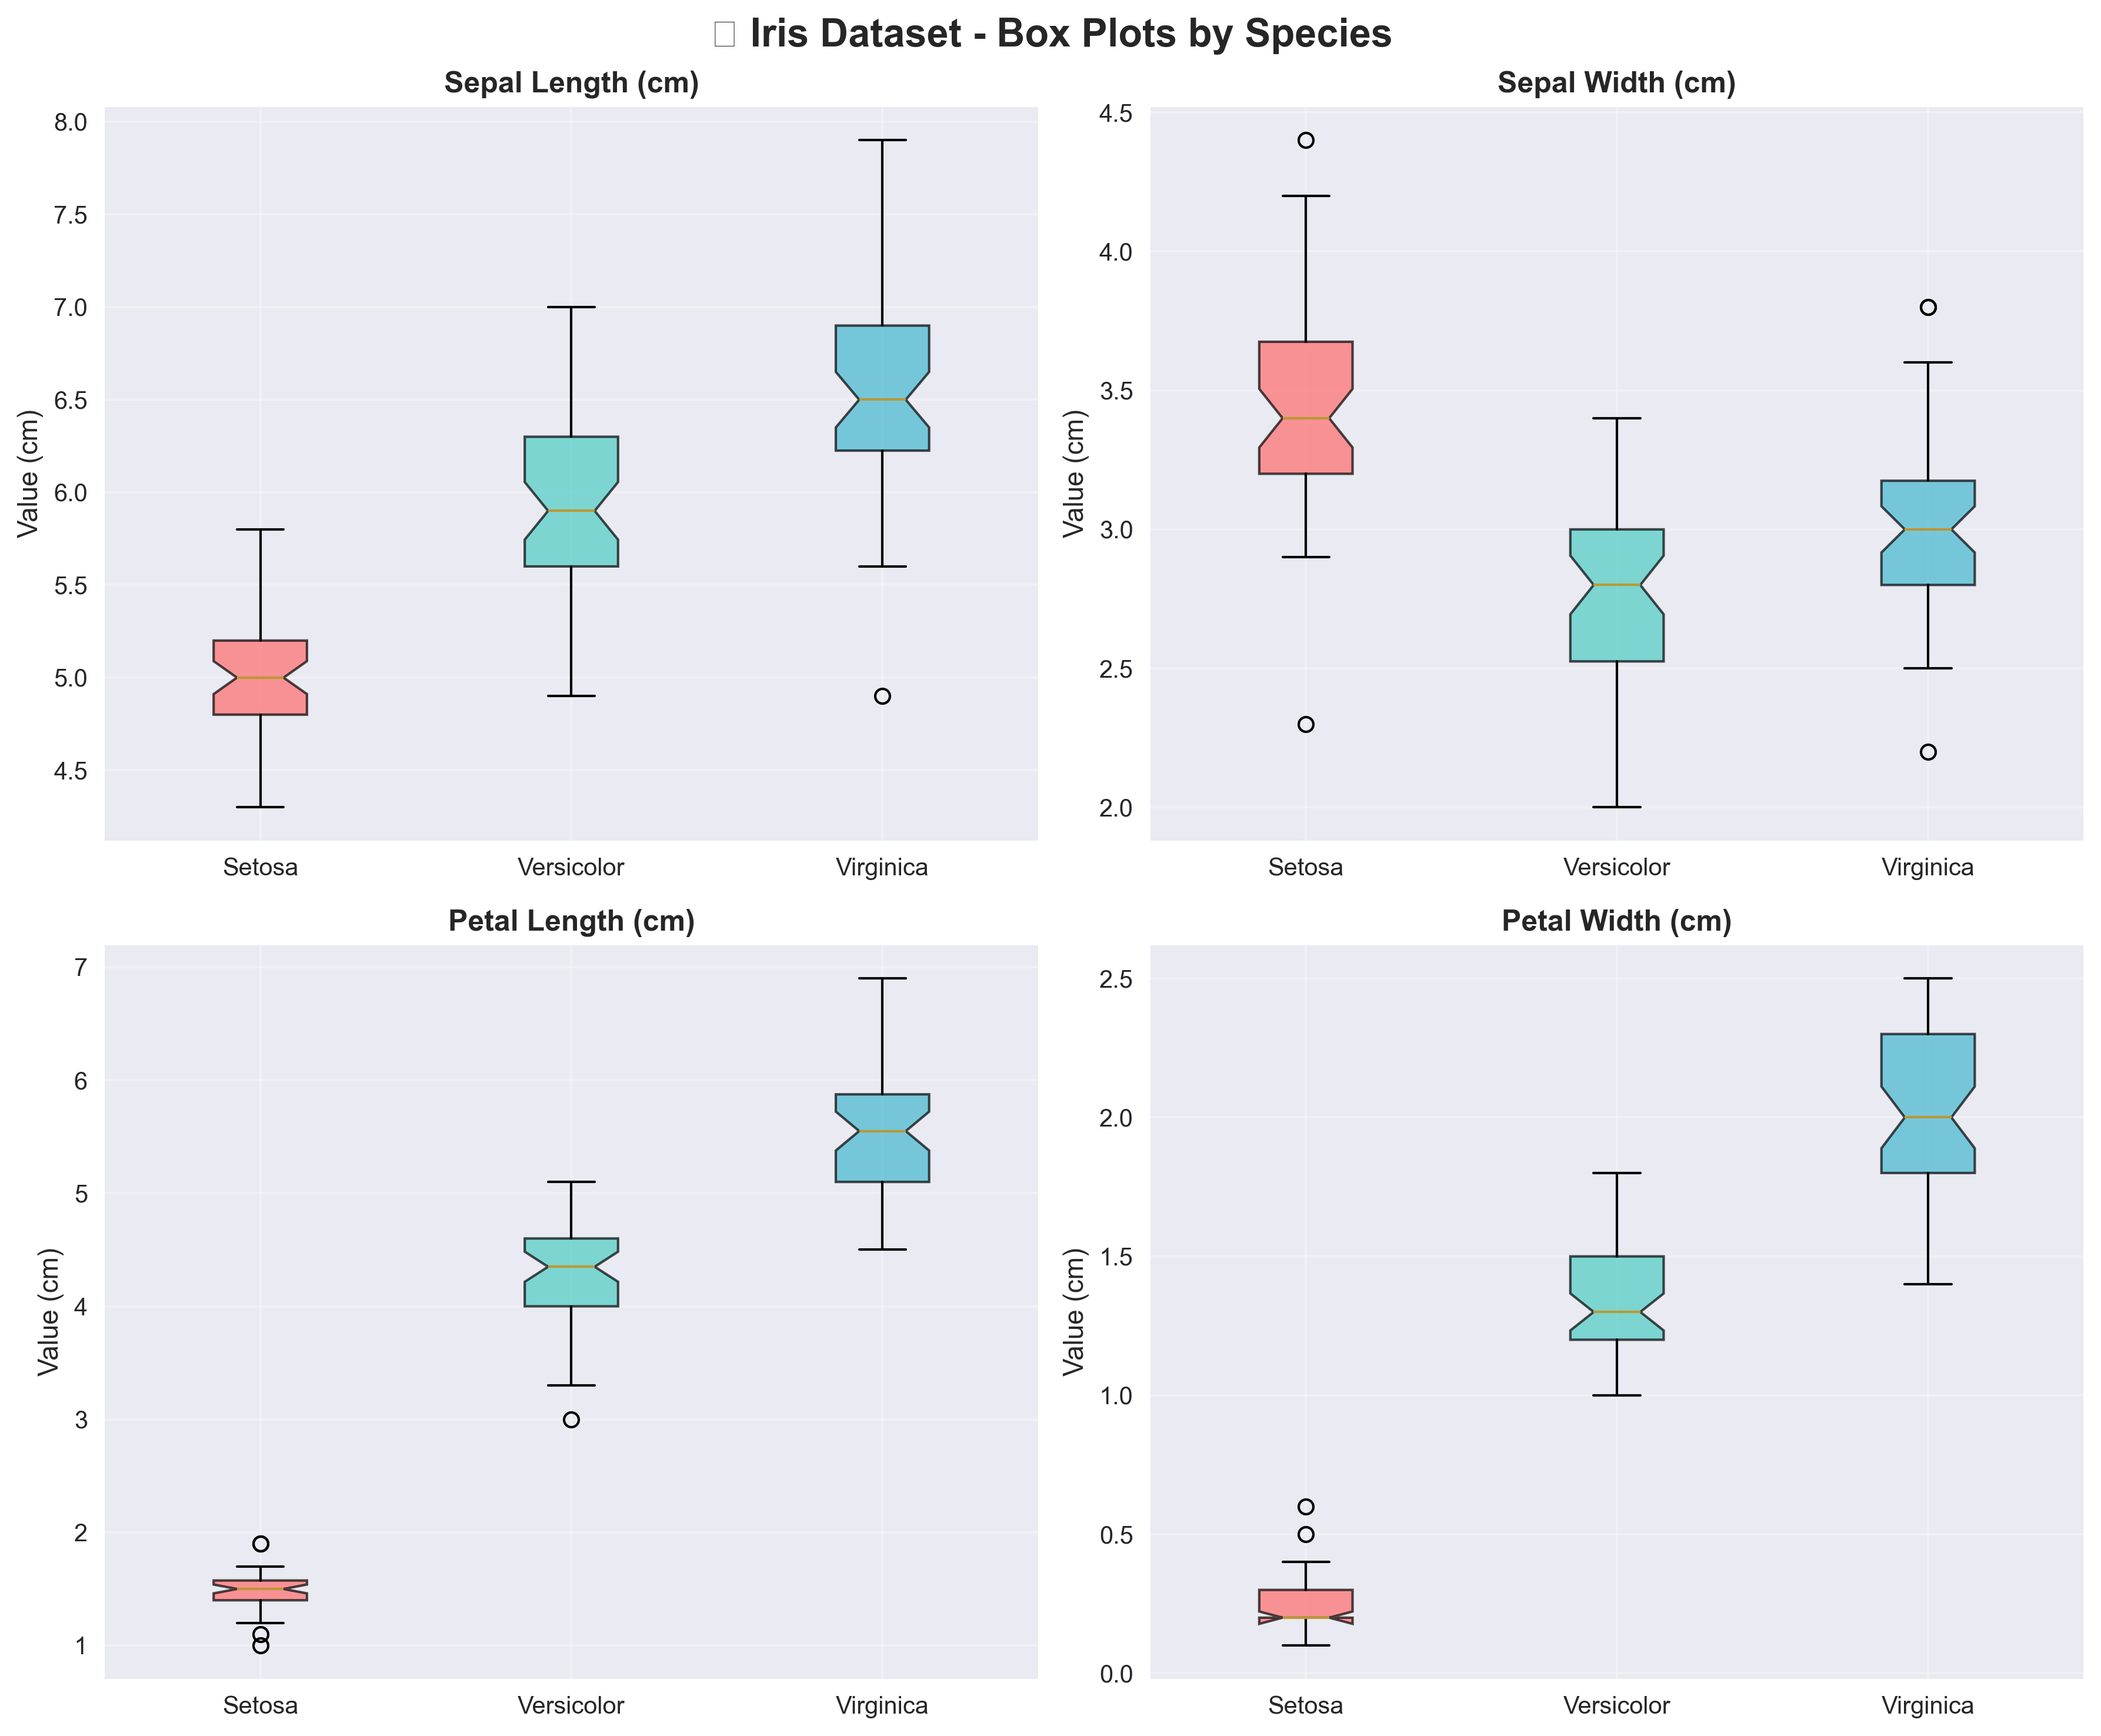 Iris Dataset - Box Plots by Species
Sepal Length (cm)
Value (cm)
8.0
7.5
7.0
6.5
6.0
5.5
5.0
4.5
Setosa Versicolor Virginica
Sepal Width (cm)
Value (cm)
4.5
4.0
3.5
3.0
2.5
2.0
Setosa Versicolor Virginica
Petal Length (cm)
Value (cm)
7
6
5
4
3
2
1
Setosa Versicolor Virginica
Petal Width (cm)
Value (cm)
2.5
2.0
1.5
1.0
0.5
0.0
Setosa Versicolor Virginica